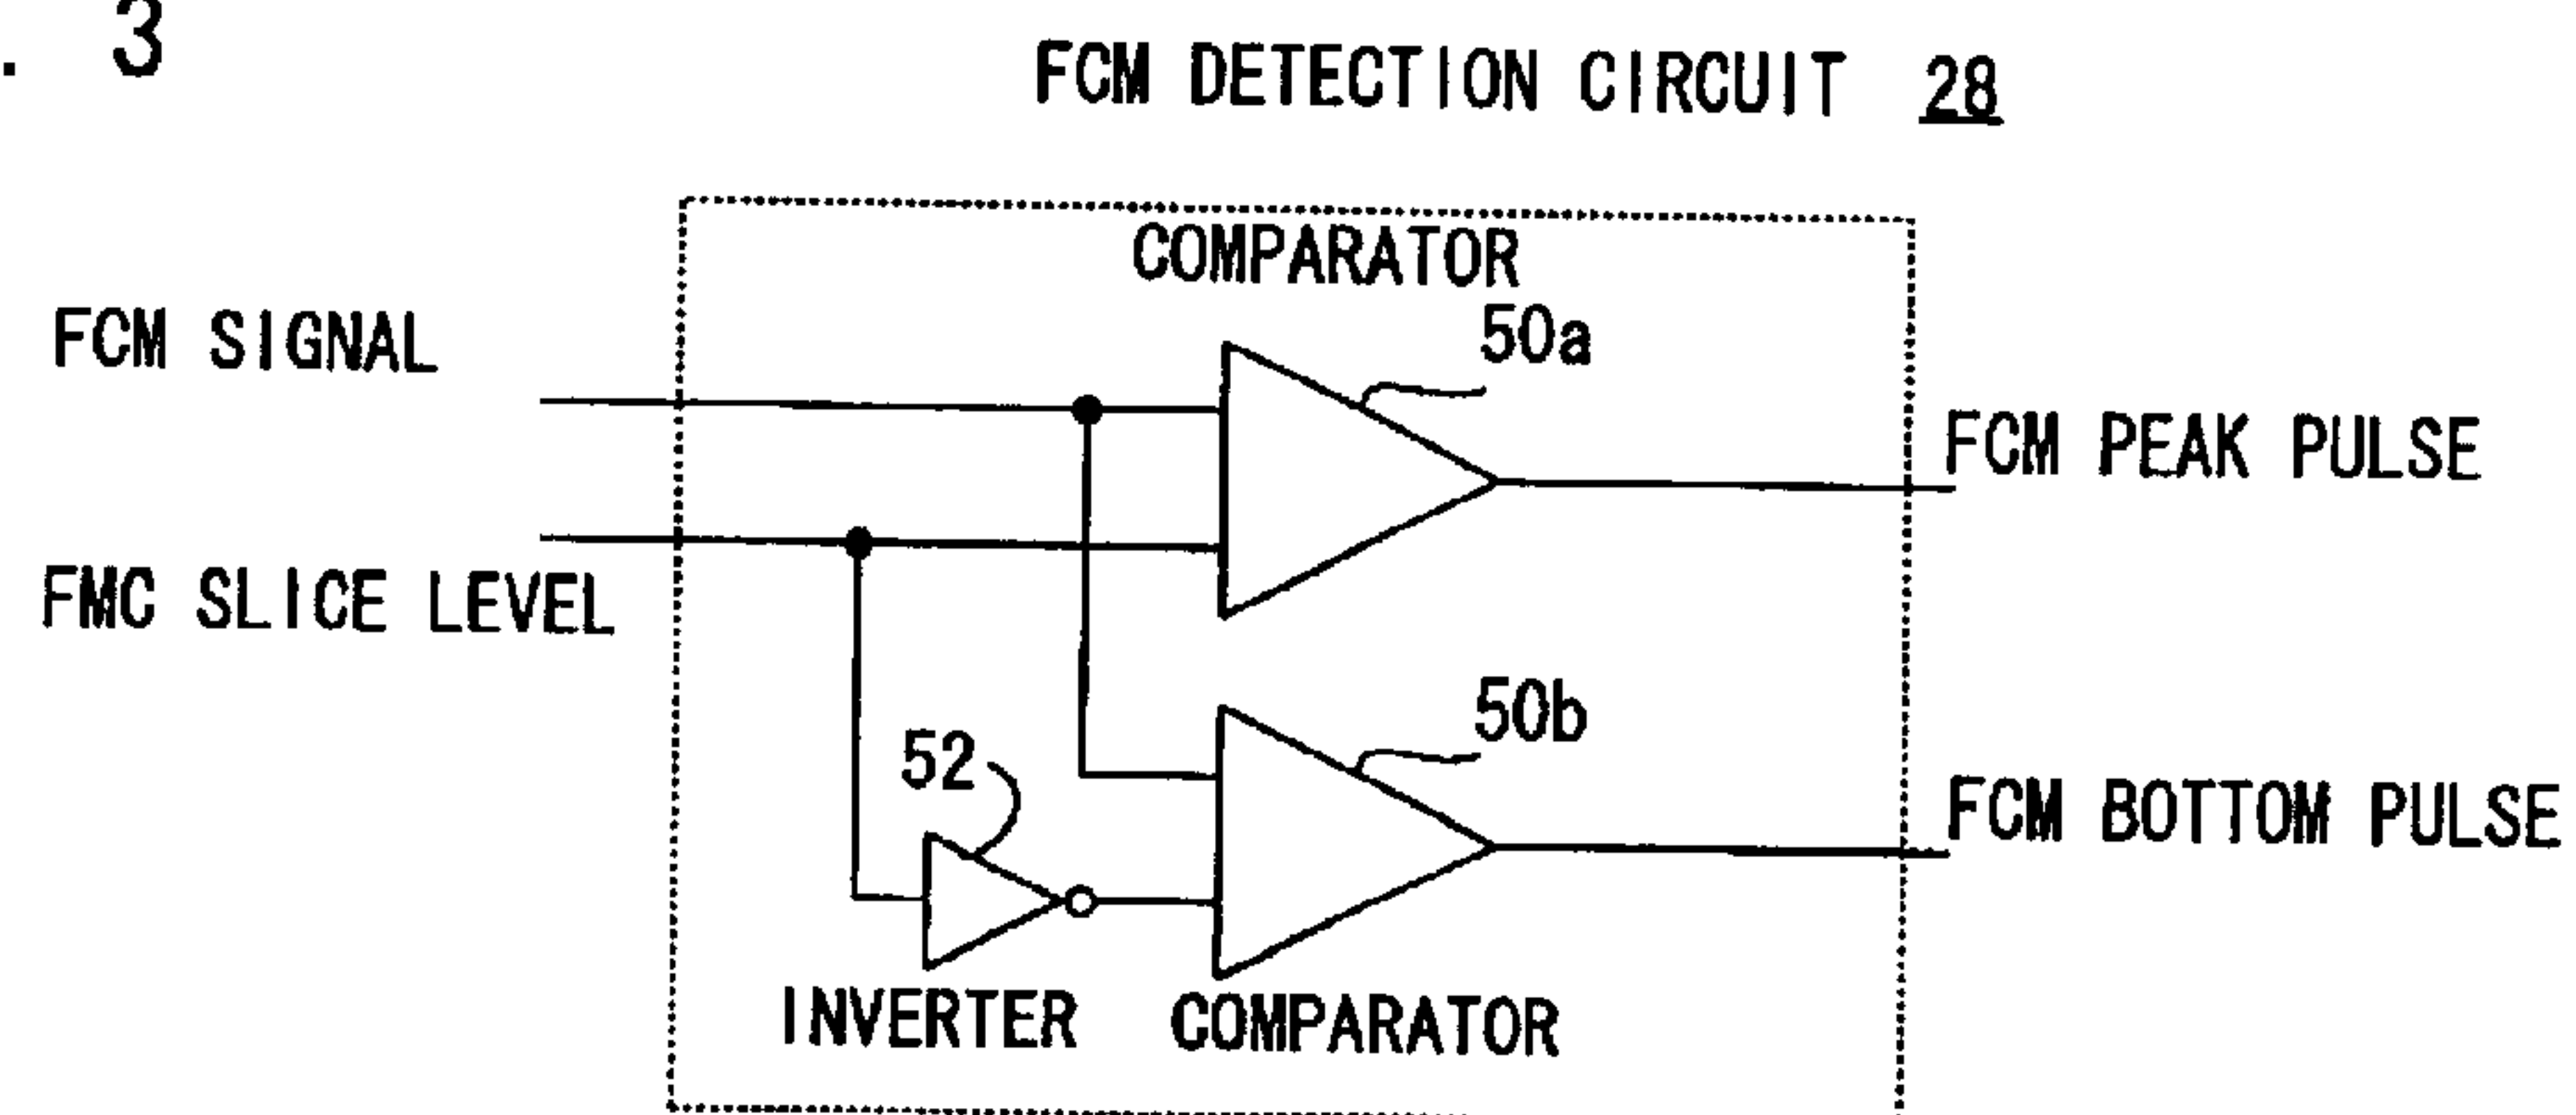 . 3
FCM DETECTION CIRCUIT 28
COMPARATOR
50a
FCM SIGNAL
FCM PEAK PULSE
FMC SLICE LEVEL
50b
52
FCM BOTTOM PULSE
INVERTER COMPARATOR